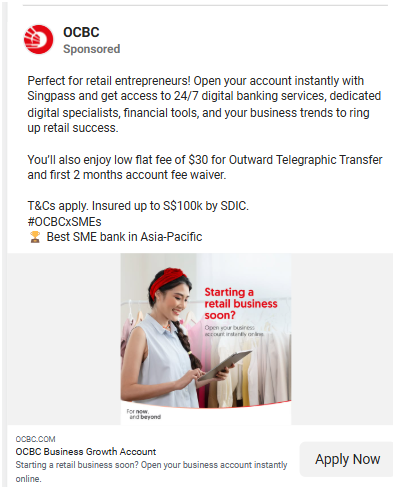 OCBC
Sponsored
Perfect for retail entrepreneurs! Open your account instantly with
Singpass and get access to 24/7 digital banking services, dedicated
digital specialists, financial tools, and your business trends to ring
up retail success.
You'll also enjoy low flat fee of $30 for Outward Telegraphic Transfer
and first 2 months account fee waiver.
T&Cs apply. Insured up to S$100k by SDIC.
#OCBCxSMEs
🏆 Best SME bank in Asia-Pacific
Starting a
retail business
soon?
Open your business
account instantly online
For now,
and beyond
OCBC.COM
OCBC Business Growth Account
Starting a retail business soon? Open your business account instantly
online.
Apply Now